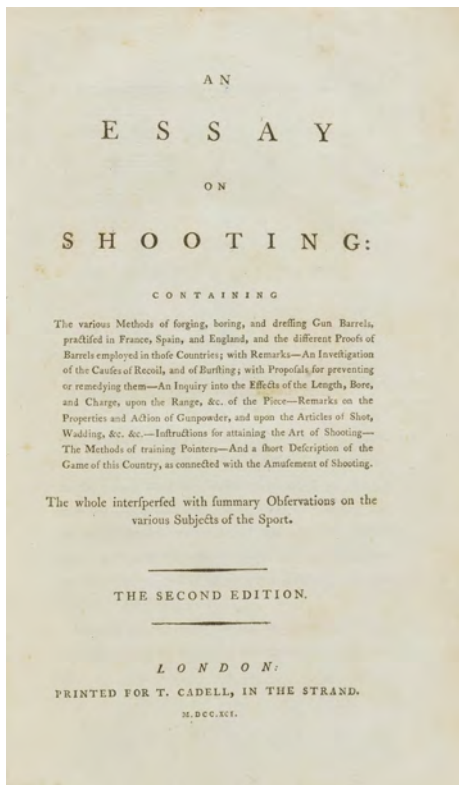 AN
ESSAY
ON
SHOOTING:
CONTAINING
The various Methods of forging, boring, and dreſſing Gun Barrels,
practiſed in France, Spain, and England, and the different Proofs of
Barrels employed in thoſe Countries; with Remarks—An Inveſtigation
of the Cauſes of Recoil, and of Burſting; with Propoſals for preventing
or remedying them—An Inquiry into the Effects of the Length, Bore,
and Charge, upon the Range, &c. of the Piece—Remarks on the
Properties and Action of Gunpowder, and upon the Articles of Shot,
Wadding, &c. &c.—Inſtructions for attaining the Art of Shooting—
The Methods of training Pointers—And a ſhort Deſcription of the
Game of this Country, as connected with the Amuſement of Shooting.
The whole interſperſed with ſummary Obſervations on the
various Subjects of the Sport.
THE SECOND EDITION.
LONDON:
PRINTED FOR T. CADELL, IN THE STRAND.
M.DCC.XCI.